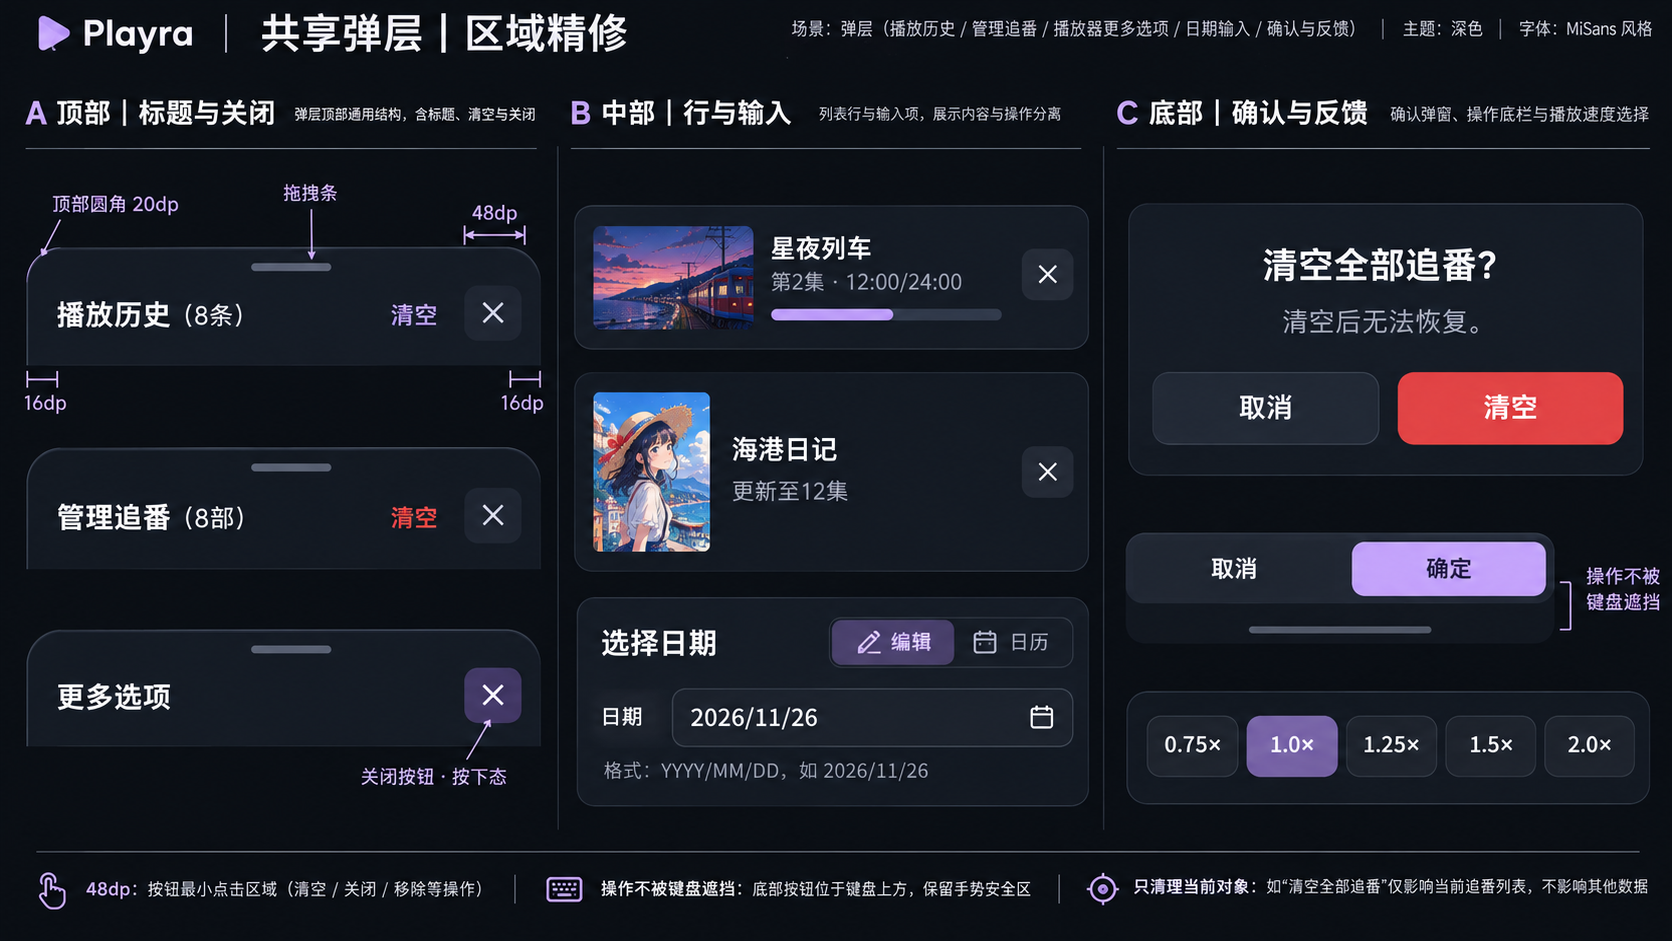 Playra | 共享弹层 | 区域精修
场景：弹层（播放历史 / 管理追番 / 播放器更多选项 / 日期输入 / 确认与反馈） | 主题：深色 | 字体：MiSans 风格
A 顶部 | 标题与关闭 弹层顶部通用结构，含标题、清空与关闭
顶部圆角 20dp
拖拽条
48dp
播放历史（8条） 清空
16dp
16dp
管理追番（8部） 清空
更多选项
关闭按钮 · 按下态
B 中部 | 行与输入 列表行与输入项，展示内容与操作分离
星夜列车
第2集 · 12:00/24:00
海港日记
更新至12集
选择日期 编辑 日历
日期 2026/11/26
格式：YYYY/MM/DD，如 2026/11/26
C 底部 | 确认与反馈 确认弹窗、操作底栏与播放速度选择
清空全部追番？
清空后无法恢复。
取消 清空
取消 确定
操作不被
键盘遮挡
0.75× 1.0× 1.25× 1.5× 2.0×
48dp：按钮最小点击区域（清空 / 关闭 / 移除等操作）
操作不被键盘遮挡：底部按钮位于键盘上方，保留手势安全区
只清理当前对象：如“清空全部追番”仅影响当前追番列表，不影响其他数据